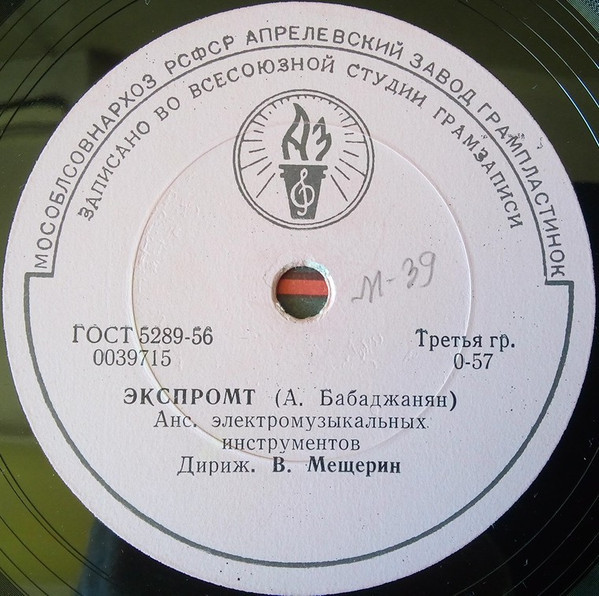 МОСОБЛСОВНАРХОЗ РСФСР АПРЕЛЕВСКИЙ ЗАВОД ГРАМПЛАСТИНОК
ЗАПИСАНО ВО ВСЕСОЮЗНОЙ СТУДИИ ГРАМЗАПИСИ
АЗ
М-39
ГОСТ 5289-56
0039715
Третья гр.
0-57
ЭКСПРОМТ (А. Бабаджанян)
Анс. электромузыкальных
инструментов
Дириж. В. Мещерин